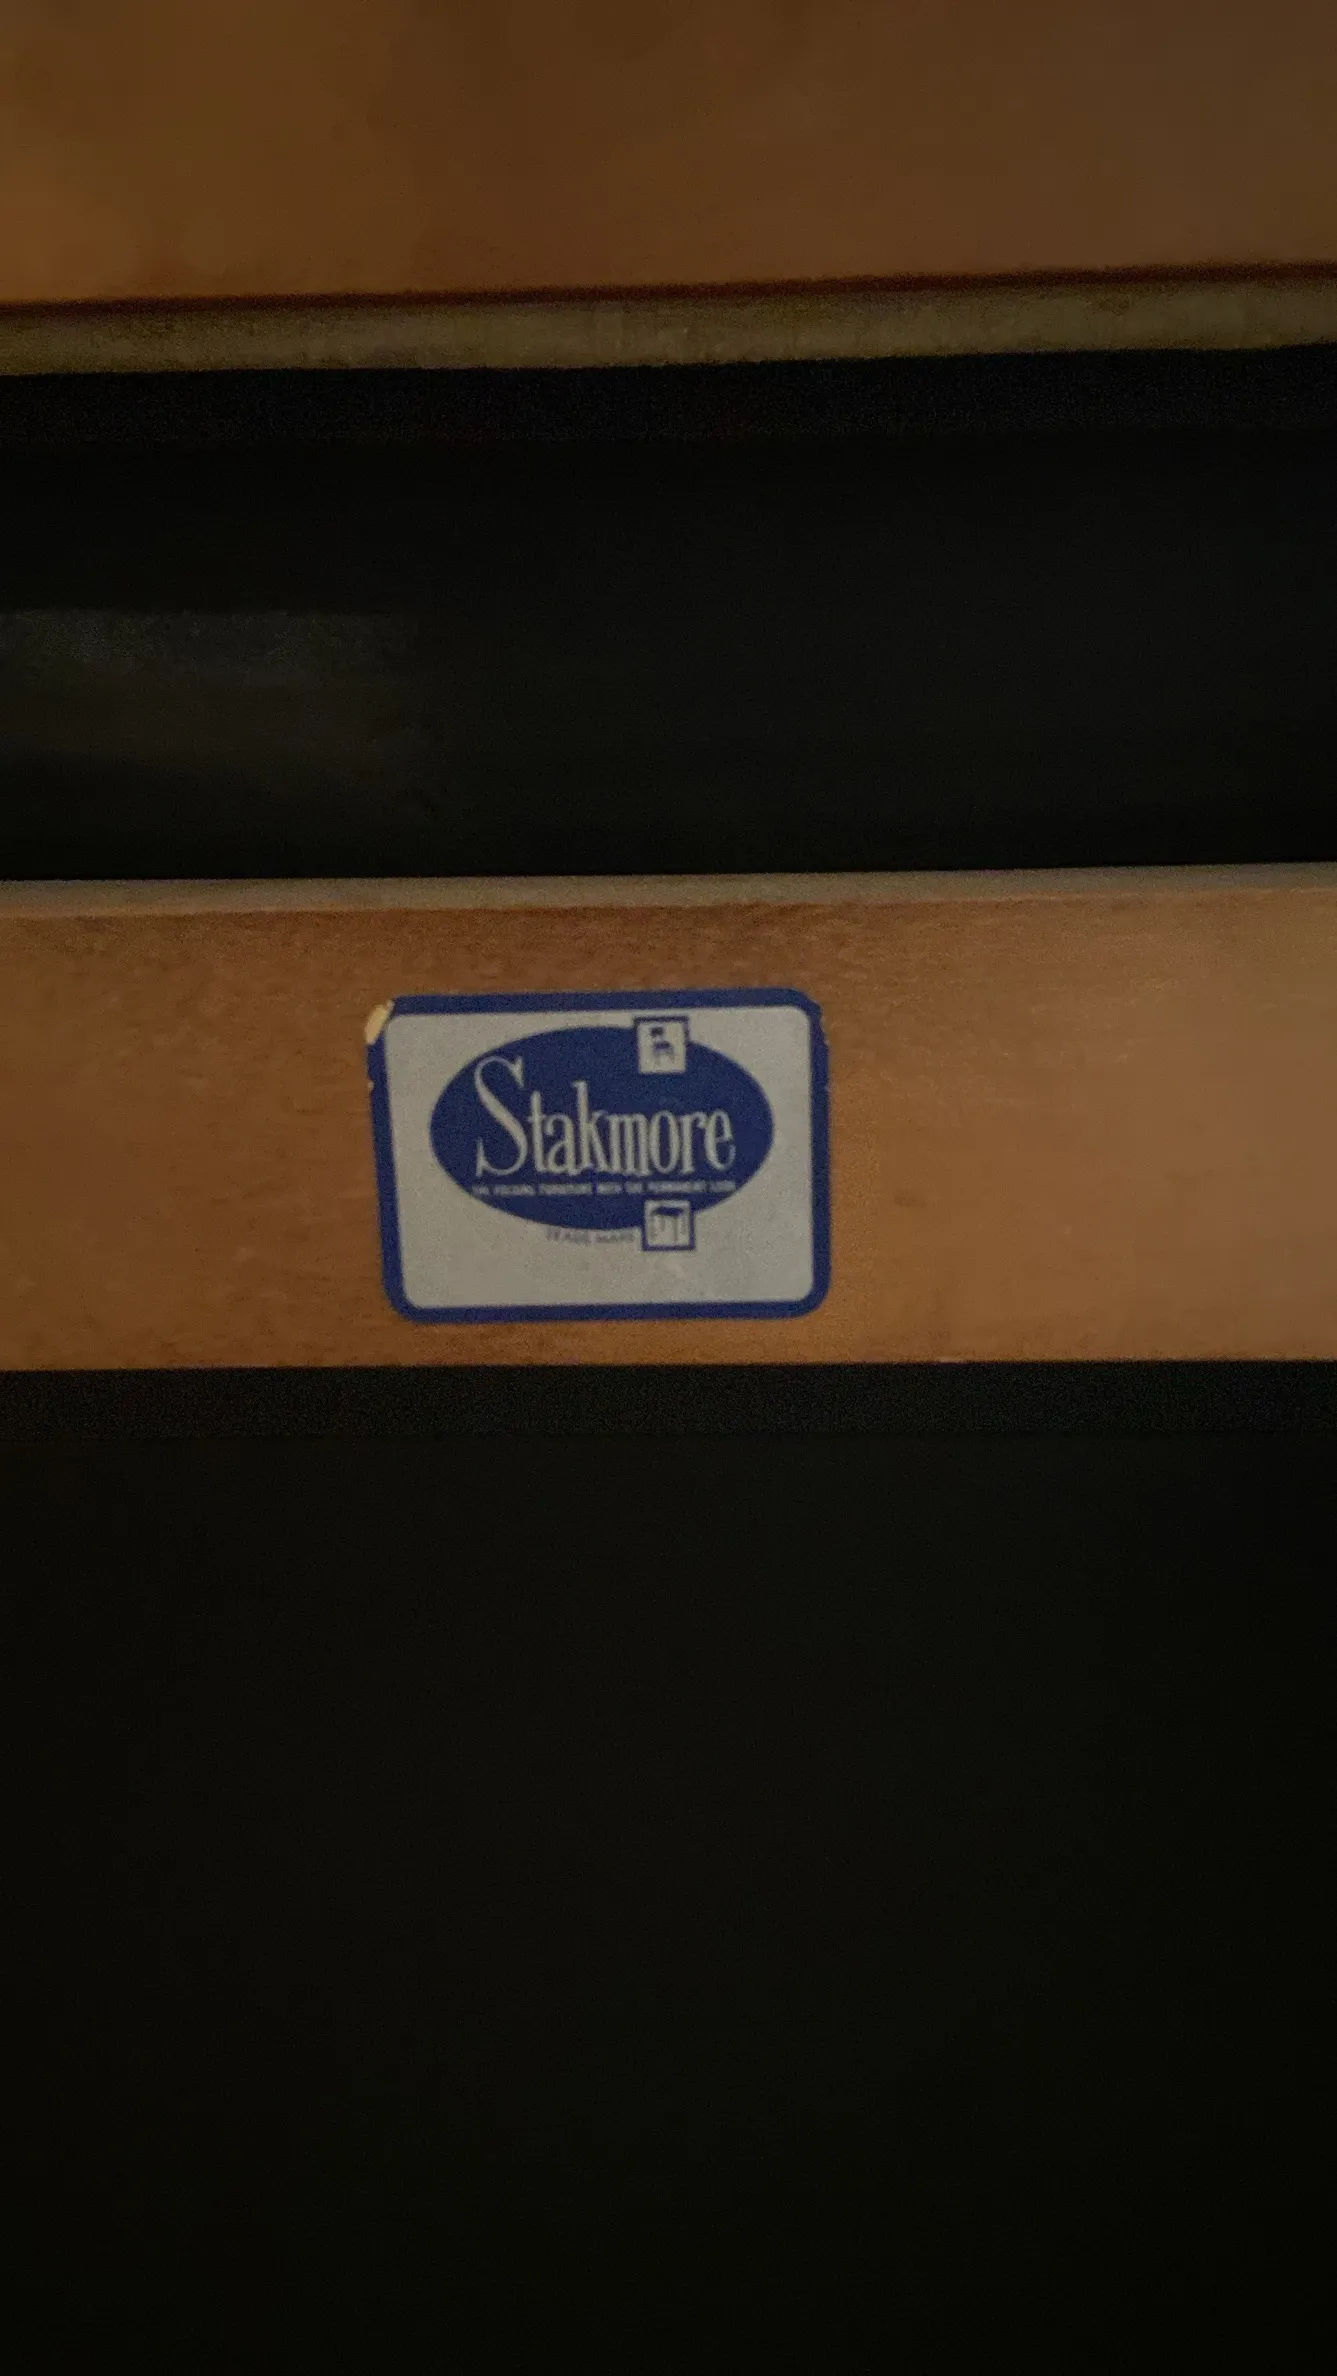 Stakmore
THE FOLDING FURNITURE WITH THE PERMANENT LOOK
TRADE MARK